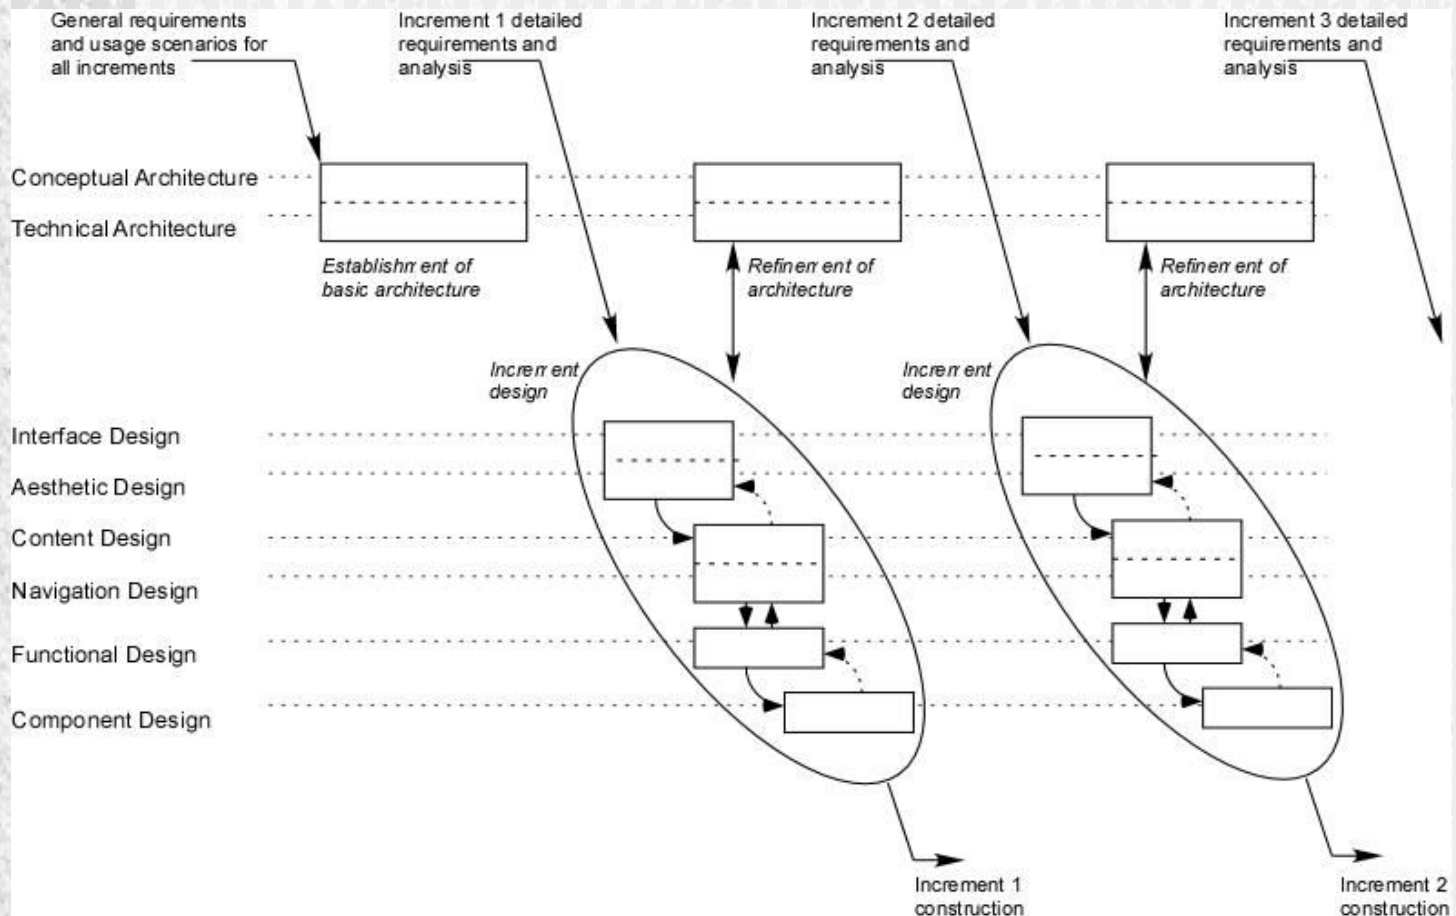 General requirements
and usage scenarios for
all increments
Increment 1 detailed
requirements and
analysis
Increment 2 detailed
requirements and
analysis
Increment 3 detailed
requirements and
analysis
Conceptual Architecture
Technical Architecture
Establishment of
basic architecture
Refinement of
architecture
Refinement of
architecture
Increment
design
Increment
design
Interface Design
Aesthetic Design
Content Design
Navigation Design
Functional Design
Component Design
Increment 1
construction
Increment 2
construction